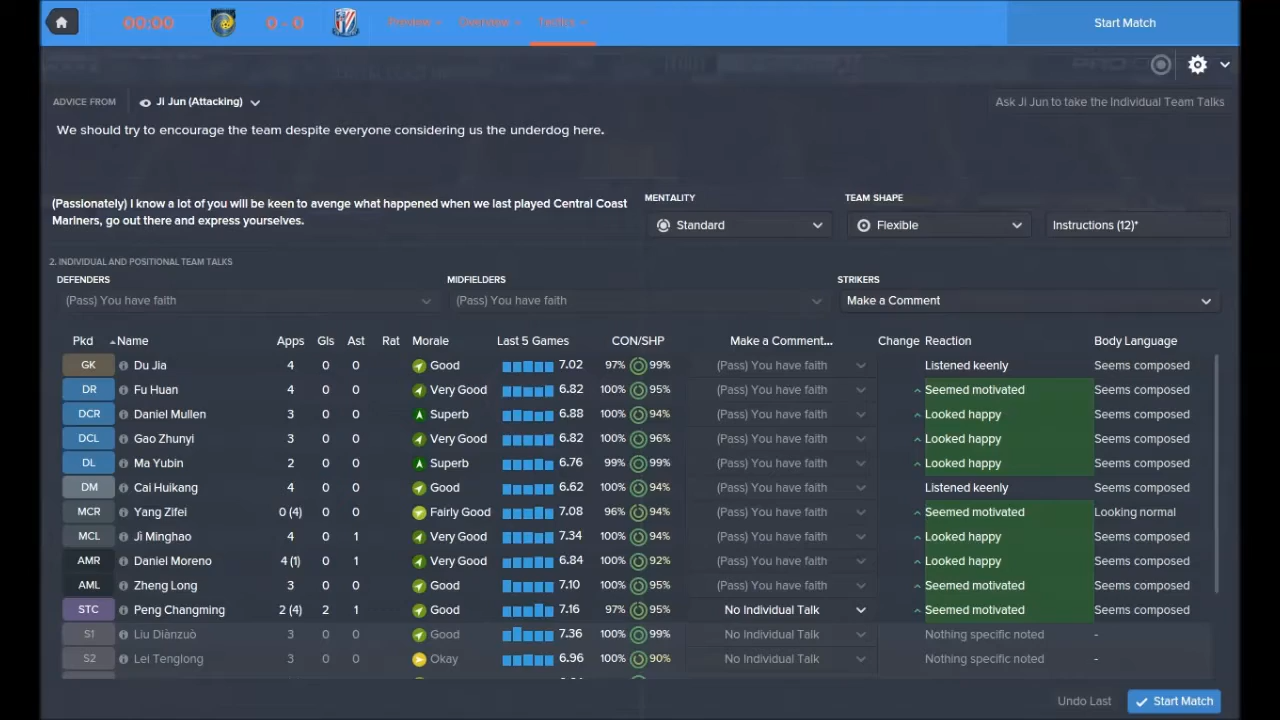 00:00 0 - 0 Preview Overview Tactics Start Match
ADVICE FROM Ji Jun (Attacking) Ask Ji Jun to take the Individual Team Talks
We should try to encourage the team despite everyone considering us the underdog here.
(Passionately) I know a lot of you will be keen to avenge what happened when we last played Central Coast
Mariners, go out there and express yourselves.
MENTALITY TEAM SHAPE
Standard Flexible Instructions (12)*
2. INDIVIDUAL AND POSITIONAL TEAM TALKS
DEFENDERS MIDFIELDERS STRIKERS
(Pass) You have faith (Pass) You have faith Make a Comment
Pkd Name Apps Gls Ast Rat Morale Last 5 Games CON/SHP Make a Comment... Change Reaction Body Language
GK Du Jia 4 0 0 Good 7.02 97% 99% (Pass) You have faith Listened keenly Seems composed
DR Fu Huan 4 0 0 Very Good 6.82 100% 95% (Pass) You have faith Seemed motivated Seems composed
DCR Daniel Mullen 3 0 0 Superb 6.88 100% 94% (Pass) You have faith Looked happy Seems composed
DCL Gao Zhunyi 3 0 0 Very Good 6.82 100% 96% (Pass) You have faith Looked happy Seems composed
DL Ma Yubin 2 0 0 Superb 6.76 99% 99% (Pass) You have faith Looked happy Seems composed
DM Cai Huikang 4 0 0 Good 6.62 100% 94% (Pass) You have faith Listened keenly Seems composed
MCR Yang Zifei 0 (4) 0 0 Fairly Good 7.08 96% 94% (Pass) You have faith Seemed motivated Looking normal
MCL Jì Minghao 4 0 1 Very Good 7.34 100% 94% (Pass) You have faith Looked happy Seems composed
AMR Daniel Moreno 4 (1) 0 1 Very Good 6.84 100% 94% (Pass) You have faith Looked happy Seems composed
AML Zheng Long 3 0 0 Good 7.10 100% 95% (Pass) You have faith Seemed motivated Seems composed
STC Peng Changming 2 (4) 2 1 Good 7.16 97% 95% No Individual Talk Seemed motivated Seems composed
S1 Liu Diànzuò 3 0 0 Good 7.36 100% 99% No Individual Talk Nothing specific noted -
S2 Lei Tenglong 3 0 0 Okay 6.96 100% 90% No Individual Talk Nothing specific noted -
Undo Last Start Match